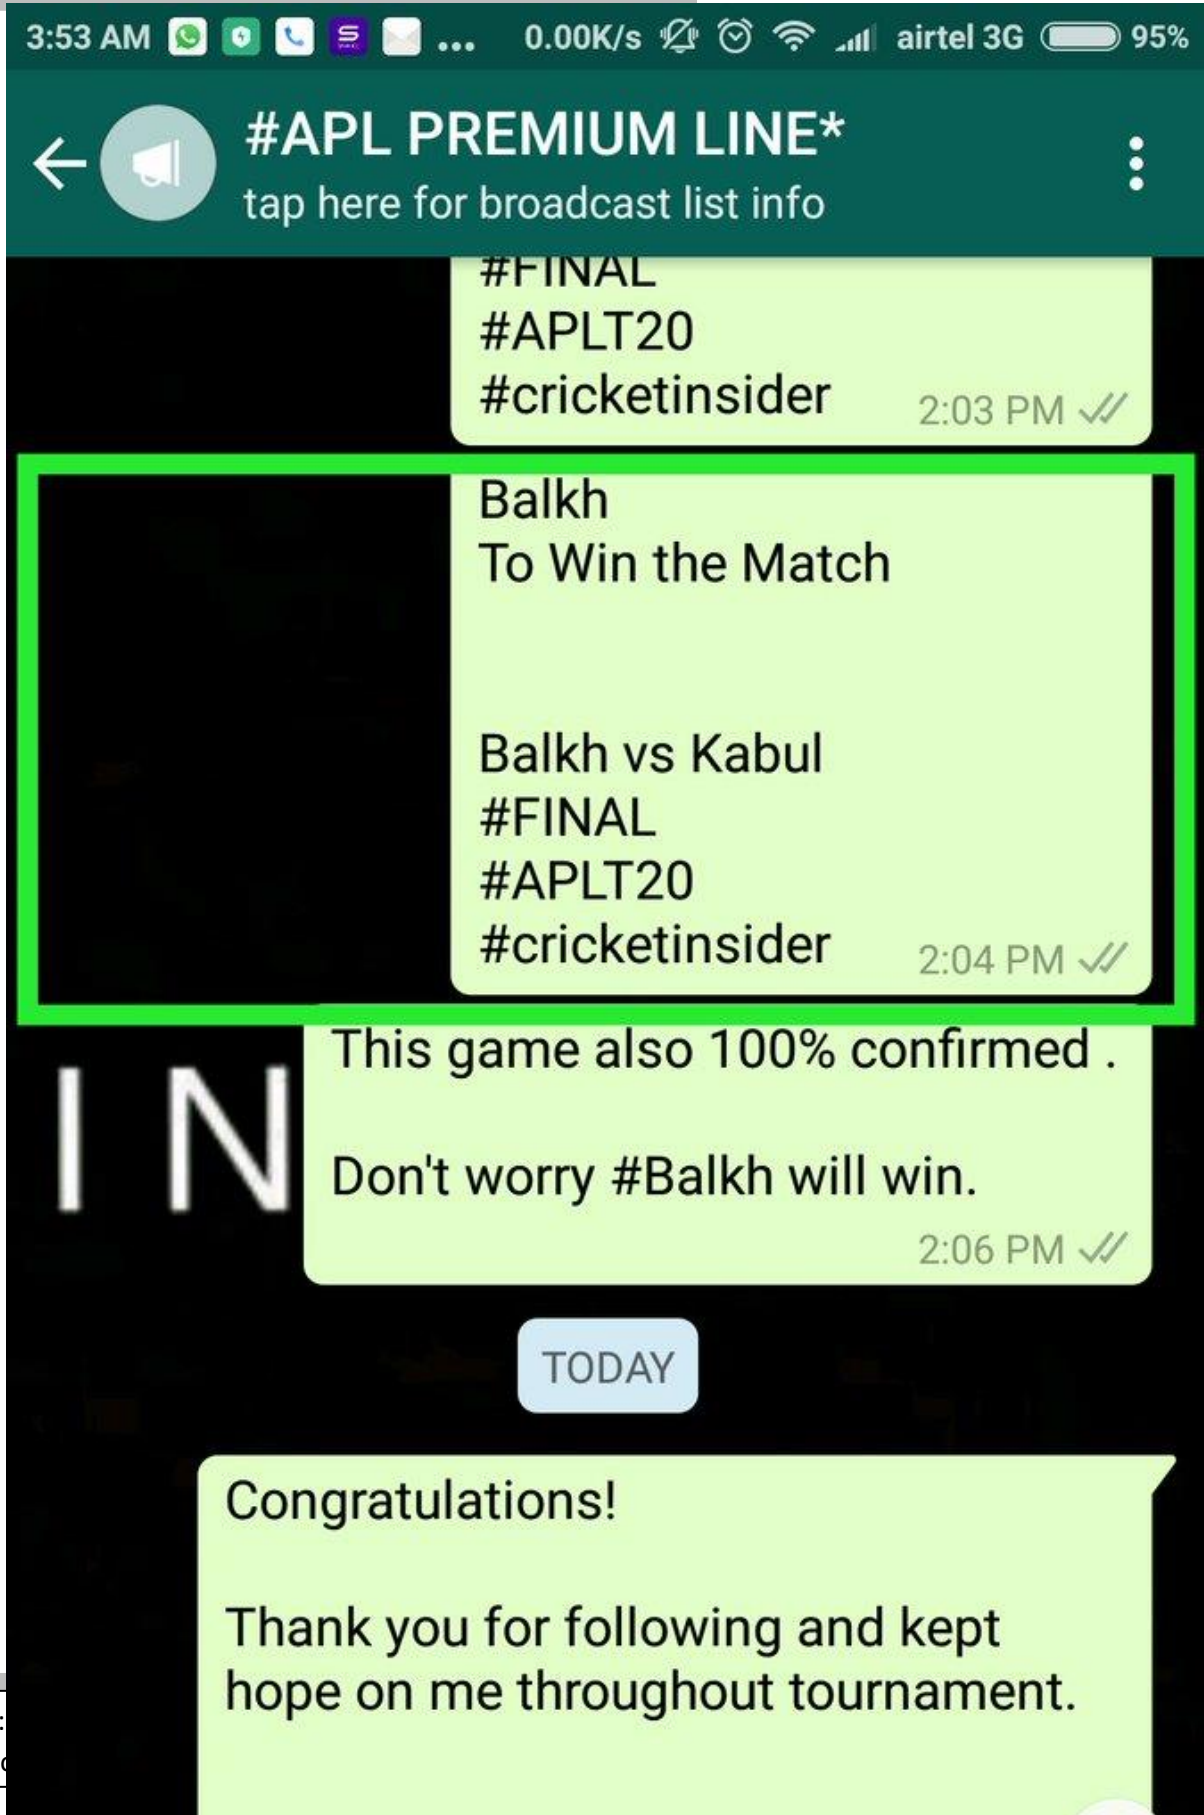 3:53 AM ... 0.00K/s airtel 3G 95%
#APL PREMIUM LINE*
tap here for broadcast list info
#FINAL
#APLT20
#cricketinsider 2:03 PM
Balkh
To Win the Match
Balkh vs Kabul
#FINAL
#APLT20
#cricketinsider 2:04 PM
This game also 100% confirmed .
I N
Don't worry #Balkh will win.
2:06 PM
TODAY
Congratulations!
Thank you for following and kept
hope on me throughout tournament.